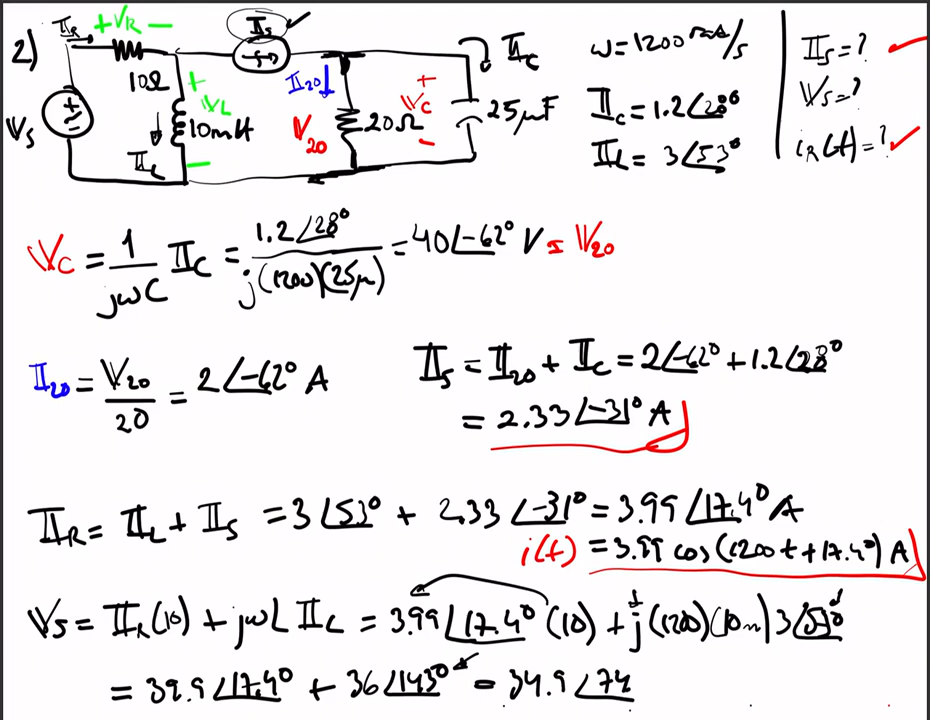 2)
I_R + V_R −
I_S ✓
10Ω
+ V_L −
10mH
I_L
V_S
I_20
V_20
20Ω
+ V_C −
25μF
I_C
ω=1200 rad/s
I_C = 1.2∠28°
I_L = 3∠53°
I_S=? ✓
V_S=?
i_R(t)=? ✓
V_C = 1/(jωC) I_C = 1.2∠28°/(j(1200)(25μ)) = 40∠-62° V = V_20
I_20 = V_20/20 = 2∠-62° A
I_S = I_20 + I_C = 2∠-62° + 1.2∠28°
= 2.33∠-31° A
I_R = I_L + I_S = 3∠53° + 2.33∠-31° = 3.99∠17.4° A
i(t) = 3.99 cos(1200t+17.4°) A
V_S = I_R(10) + jωL I_L = 3.99∠17.4° (10) + j(1200)(10m) 3∠53°
= 39.9∠17.4° + 36∠143° = 34.9∠74